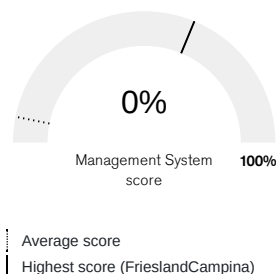 0%
Management System
score
100%
Average score
Highest score (FrieslandCampina)